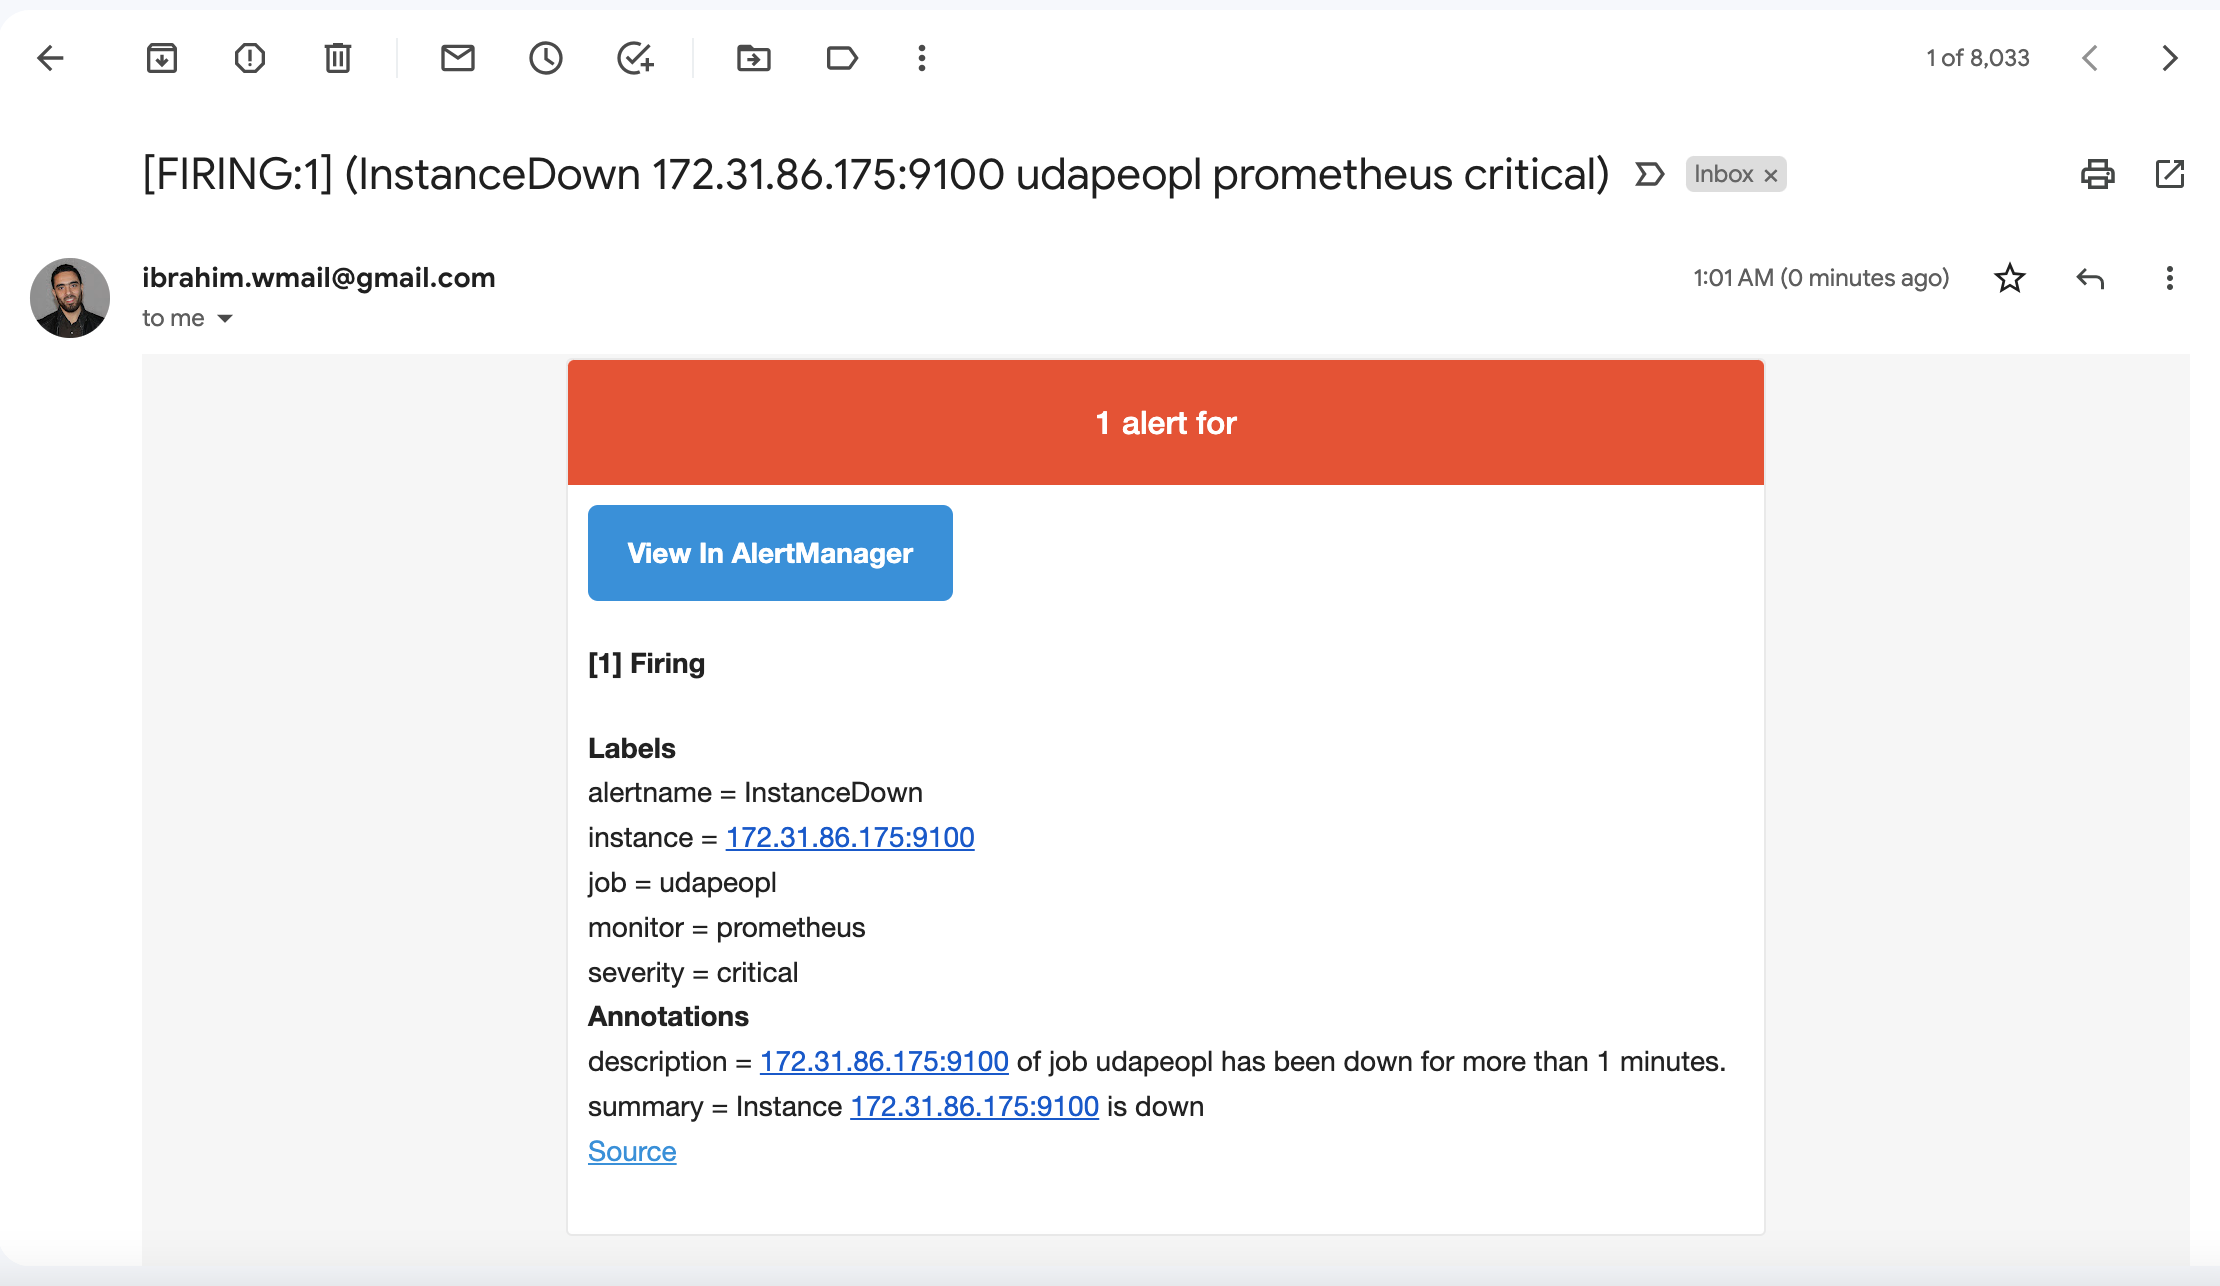 1 of 8,033
[FIRING:1] (InstanceDown 172.31.86.175:9100 udapeopl prometheus critical)
Inbox ×
ibrahim.wmail@gmail.com
1:01 AM (0 minutes ago)
to me
1 alert for
View In AlertManager
[1] Firing
Labels
alertname = InstanceDown
instance = 172.31.86.175:9100
job = udapeopl
monitor = prometheus
severity = critical
Annotations
description = 172.31.86.175:9100 of job udapeopl has been down for more than 1 minutes.
summary = Instance 172.31.86.175:9100 is down
Source